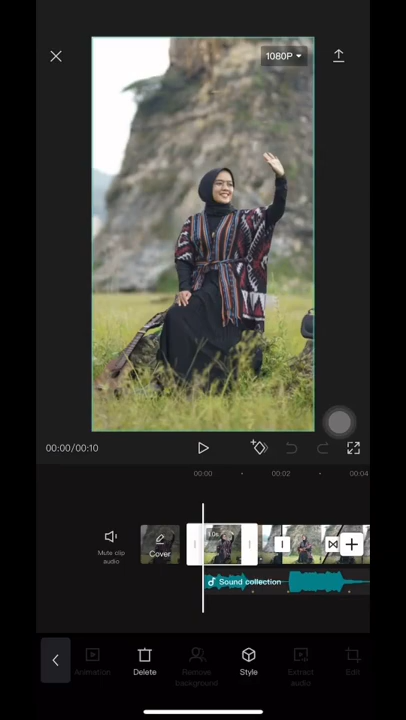 1080P
00:00/00:10
00:00
00:02
00:04
Mute clip
audio
Cover
Sound collection
Animation
Delete
Remove
background
Style
Extract
audio
Edit